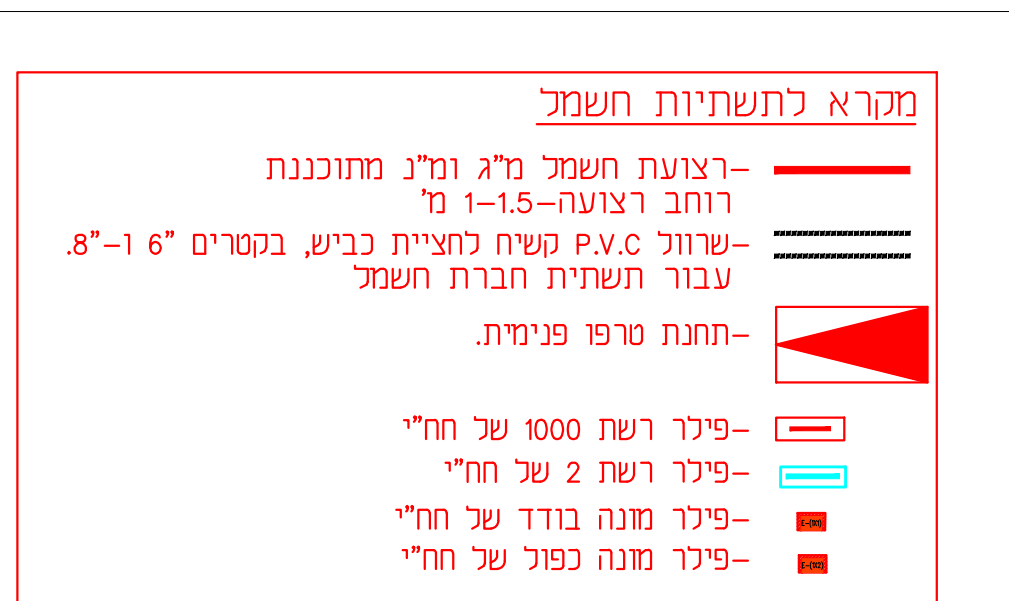 מקרא לתשתיות חשמל
–רצועת חשמל מ"ג ומ"נ מתוכננת
רוחב רצועה–1–1.5 מ'
–שרוול P.V.C קשיח לחציית כביש, בקטרים "6 ו–"8.
עבור תשתית חברת חשמל
–תחנת טרפו פנימית.
–פילר רשת 1000 של חח"י
–פילר רשת 2 של חח"י
–פילר מונה בודד של חח"י
E-(1X1)
–פילר מונה כפול של חח"י
E-(1X2)